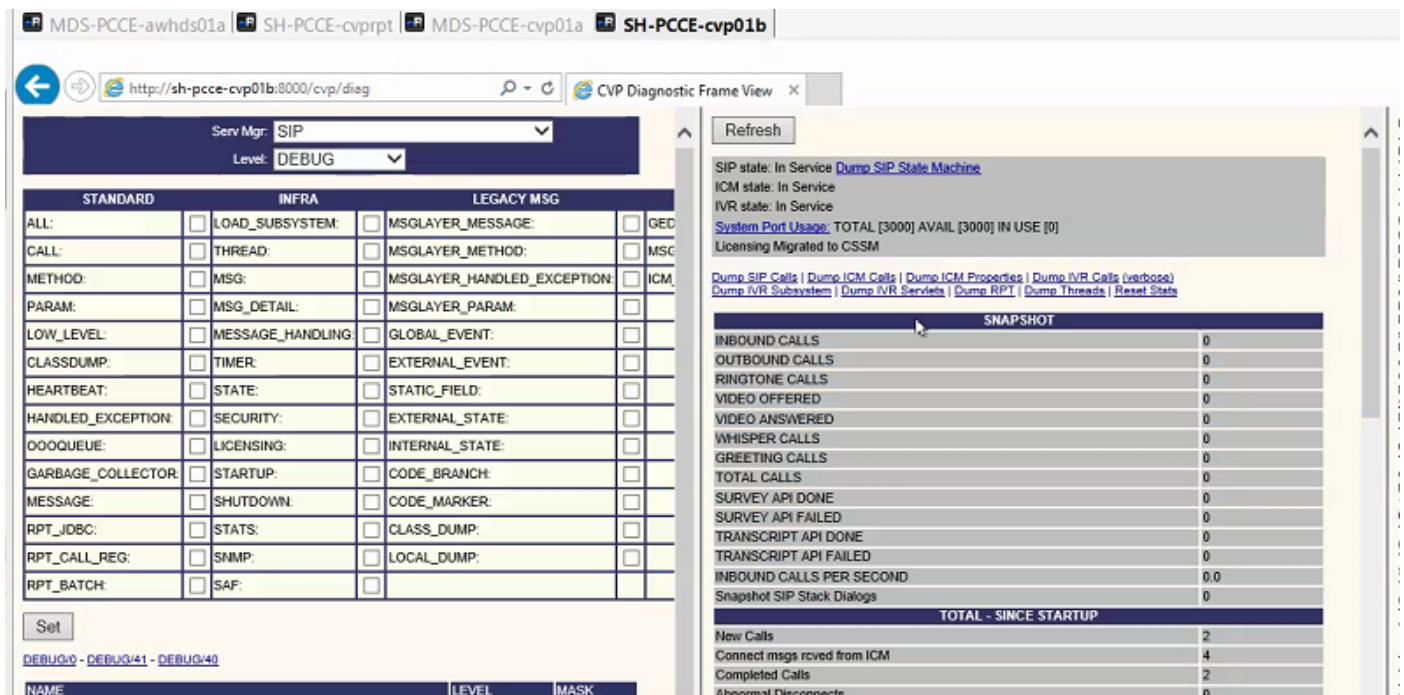 MDS-PCCE-awhds01a SH-PCCE-cvprpt MDS-PCCE-cvp01a SH-PCCE-cvp01b
http://sh-pcce-cvp01b:8000/cvp/diag CVP Diagnostic Frame View
Serv Mgr: SIP
Level: DEBUG
STANDARD INFRA LEGACY MSG
ALL: LOAD_SUBSYSTEM: MSGLAYER_MESSAGE: GED
CALL: THREAD: MSGLAYER_METHOD: MSG
METHOD: MSG: MSGLAYER_HANDLED_EXCEPTION: ICM_
PARAM: MSG_DETAIL: MSGLAYER_PARAM:
LOW_LEVEL: MESSAGE_HANDLING: GLOBAL_EVENT:
CLASSDUMP: TIMER: EXTERNAL_EVENT:
HEARTBEAT: STATE: STATIC_FIELD:
HANDLED_EXCEPTION: SECURITY: EXTERNAL_STATE:
OOOQUEUE: LICENSING: INTERNAL_STATE:
GARBAGE_COLLECTOR: STARTUP: CODE_BRANCH:
MESSAGE: SHUTDOWN: CODE_MARKER:
RPT_JDBC: STATS: CLASS_DUMP:
RPT_CALL_REG: SNMP: LOCAL_DUMP:
RPT_BATCH: SAF:
Set
DEBUG/0 - DEBUG/41 - DEBUG/40
NAME LEVEL MASK
Refresh
SIP state: In Service Dump SIP State Machine
ICM state: In Service
IVR state: In Service
System Port Usage: TOTAL [3000] AVAIL [3000] IN USE [0]
Licensing Migrated to CSSM
Dump SIP Calls | Dump ICM Calls | Dump ICM Properties | Dump IVR Calls (verbose)
Dump IVR Subsystem | Dump IVR Servlets | Dump RPT | Dump Threads | Reset Stats
SNAPSHOT
INBOUND CALLS 0
OUTBOUND CALLS 0
RINGTONE CALLS 0
VIDEO OFFERED 0
VIDEO ANSWERED 0
WHISPER CALLS 0
GREETING CALLS 0
TOTAL CALLS 0
SURVEY API DONE 0
SURVEY API FAILED 0
TRANSCRIPT API DONE 0
TRANSCRIPT API FAILED 0
INBOUND CALLS PER SECOND 0.0
Snapshot SIP Stack Dialogs 0
TOTAL - SINCE STARTUP
New Calls 2
Connect msgs rcved from ICM 4
Completed Calls 2
Abnormal Disconnects 0